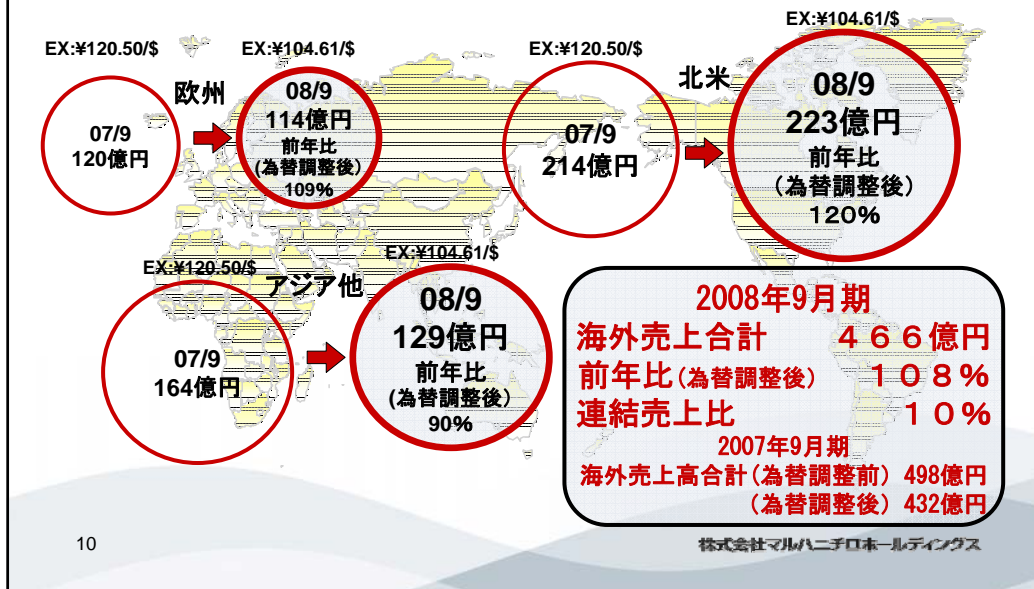 EX:¥120.50/$
EX:¥104.61/$
欧州
07/9
120億円
08/9
114億円
前年比
(為替調整後)
109%
EX:¥120.50/$
EX:¥104.61/$
北米
07/9
214億円
08/9
223億円
前年比
(為替調整後)
120%
EX:¥120.50/$
EX:¥104.61/$
アジア他
07/9
164億円
08/9
129億円
前年比
(為替調整後)
90%
2008年9月期
海外売上合計 466億円
前年比(為替調整後) 108%
連結売上比 10%
2007年9月期
海外売上高合計(為替調整前) 498億円
(為替調整後) 432億円
10
株式会社マルハニチロホールディングス